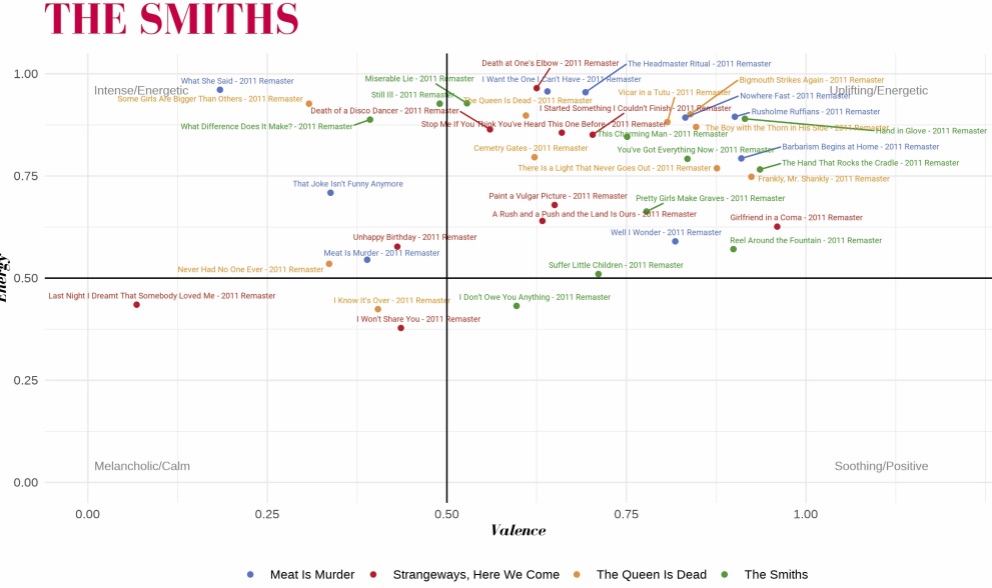 THE SMITHS
Death at One's Elbow - 2011 Remaster
The Headmaster Ritual - 2011 Remaster
1.00
What She Said - 2011 Remaster
Miserable Lie - 2011 Remaster
I Want the One I Can't Have - 2011 Remaster
Bigmouth Strikes Again - 2011 Remaster
Intense/Energetic
Uplifting/Energetic
Some Girls Are Bigger Than Others - 2011 Remaster
Still Ill - 2011 Remaster
The Queen Is Dead - 2011 Remaster
Vicar in a Tutu - 2011 Remaster
Nowhere Fast - 2011 Remaster
Death of a Disco Dancer - 2011 Remaster
I Started Something I Couldn't Finish - 2011 Remaster
Rusholme Ruffians - 2011 Remaster
What Difference Does It Make? - 2011 Remaster
Stop Me If You Think You've Heard This One Before - 2011 Remaster
The Boy with the Thorn in His Side - 2011 Remaster
Hand in Glove - 2011 Remaster
This Charming Man - 2011 Remaster
Cemetry Gates - 2011 Remaster
You've Got Everything Now - 2011 Remaster
Barbarism Begins at Home - 2011 Remaster
There Is a Light That Never Goes Out - 2011 Remaster
The Hand That Rocks the Cradle - 2011 Remaster
0.75
Frankly, Mr. Shankly - 2011 Remaster
That Joke Isn't Funny Anymore
Paint a Vulgar Picture - 2011 Remaster
Pretty Girls Make Graves - 2011 Remaster
A Rush and a Push and the Land Is Ours - 2011 Remaster
Girlfriend in a Coma - 2011 Remaster
Unhappy Birthday - 2011 Remaster
Well I Wonder - 2011 Remaster
Reel Around the Fountain - 2011 Remaster
Meat Is Murder - 2011 Remaster
Never Had No One Ever - 2011 Remaster
Suffer Little Children - 2011 Remaster
Energy
0.50
Last Night I Dreamt That Somebody Loved Me - 2011 Remaster
I Know It's Over - 2011 Remaster
I Don't Owe You Anything - 2011 Remaster
I Won't Share You - 2011 Remaster
0.25
Melancholic/Calm
Soothing/Positive
0.00
0.00
0.25
0.50
0.75
1.00
Valence
Meat Is Murder
Strangeways, Here We Come
The Queen Is Dead
The Smiths